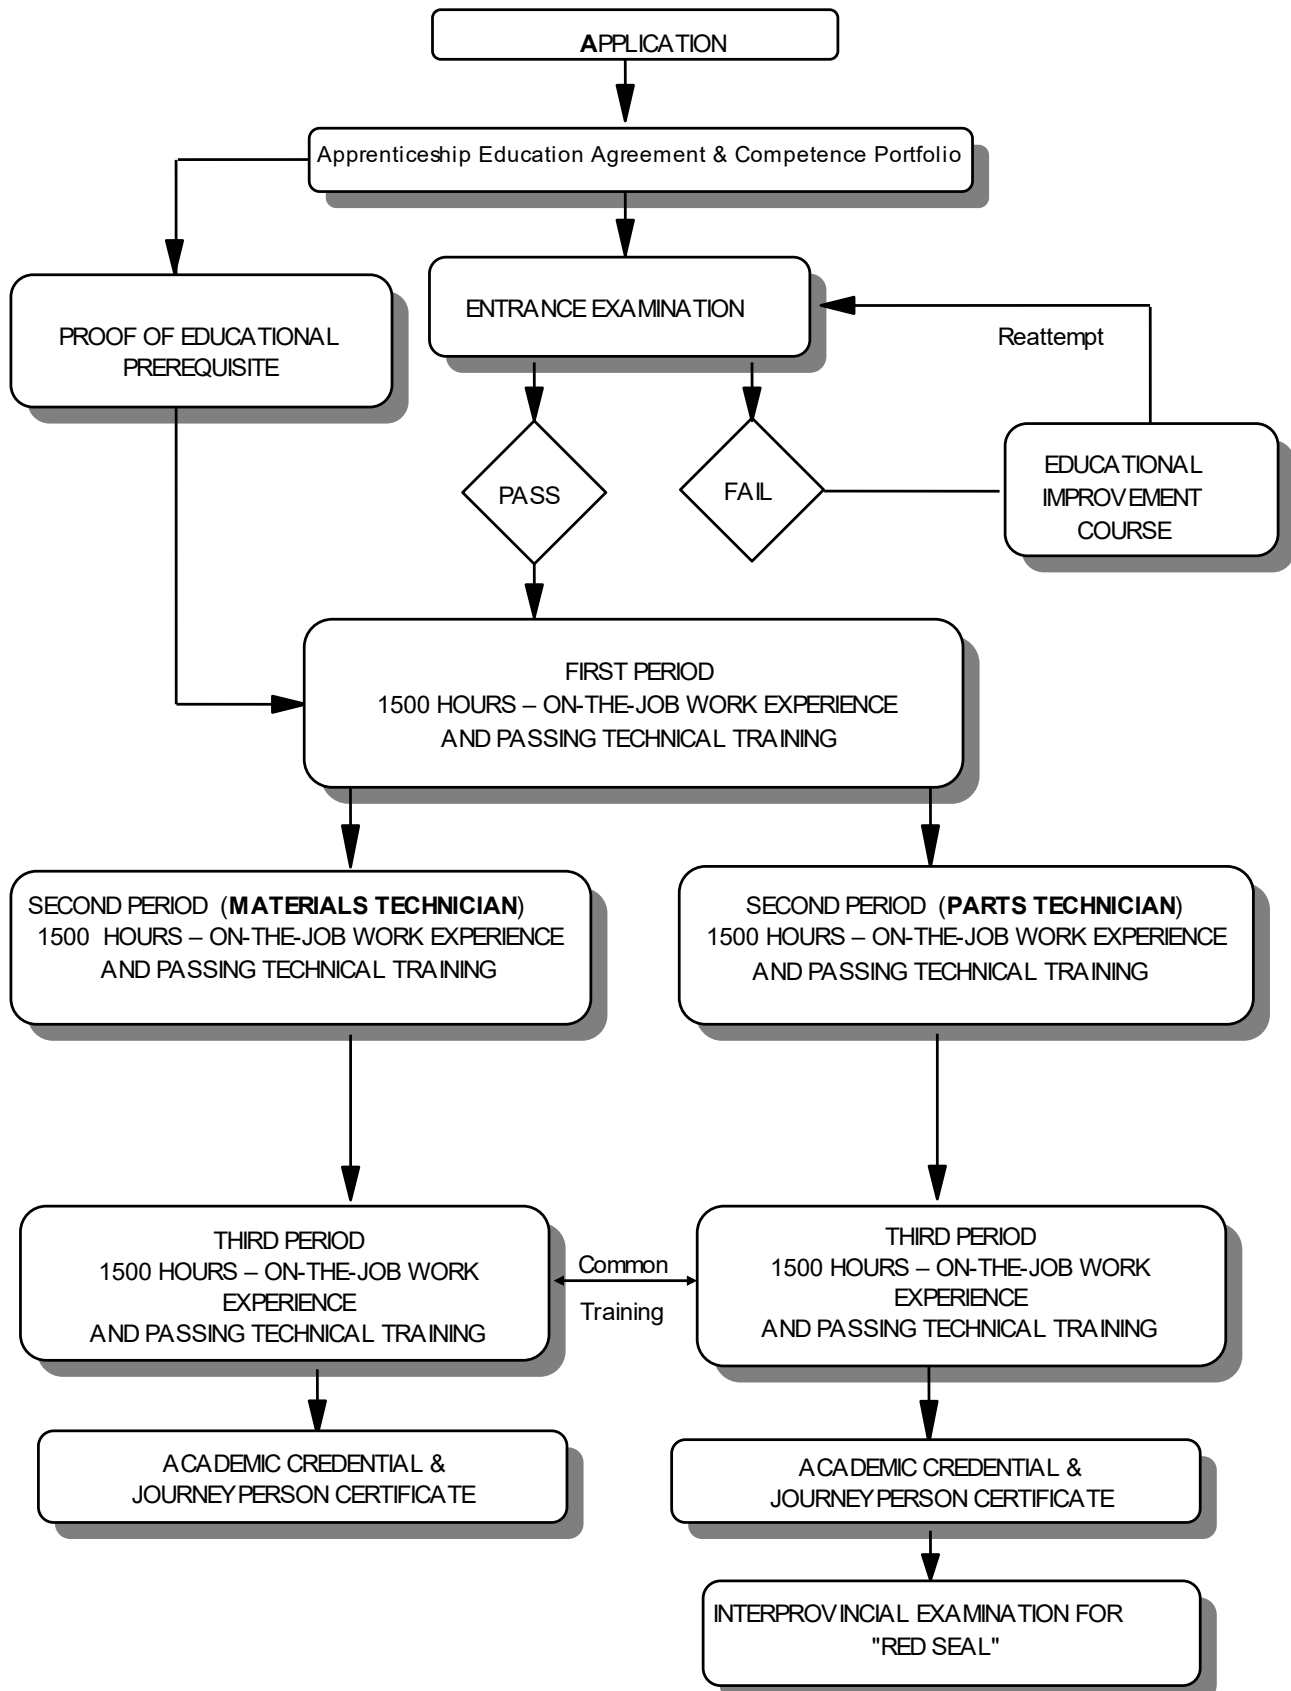 APPLICATION
Apprenticeship Education Agreement & Competence Portfolio
PROOF OF EDUCATIONAL
PREREQUISITE
ENTRANCE EXAMINATION
Reattempt
PASS
FAIL
EDUCATIONAL
IMPROVEMENT
COURSE
FIRST PERIOD
1500 HOURS – ON-THE-JOB WORK EXPERIENCE
AND PASSING TECHNICAL TRAINING
SECOND PERIOD (MATERIALS TECHNICIAN)
1500 HOURS – ON-THE-JOB WORK EXPERIENCE
AND PASSING TECHNICAL TRAINING
SECOND PERIOD (PARTS TECHNICIAN)
1500 HOURS – ON-THE-JOB WORK EXPERIENCE
AND PASSING TECHNICAL TRAINING
THIRD PERIOD
1500 HOURS – ON-THE-JOB WORK
EXPERIENCE
AND PASSING TECHNICAL TRAINING
Common
Training
THIRD PERIOD
1500 HOURS – ON-THE-JOB WORK
EXPERIENCE
AND PASSING TECHNICAL TRAINING
ACADEMIC CREDENTIAL &
JOURNEYPERSON CERTIFICATE
ACADEMIC CREDENTIAL &
JOURNEYPERSON CERTIFICATE
INTERPROVINCIAL EXAMINATION FOR
"RED SEAL"